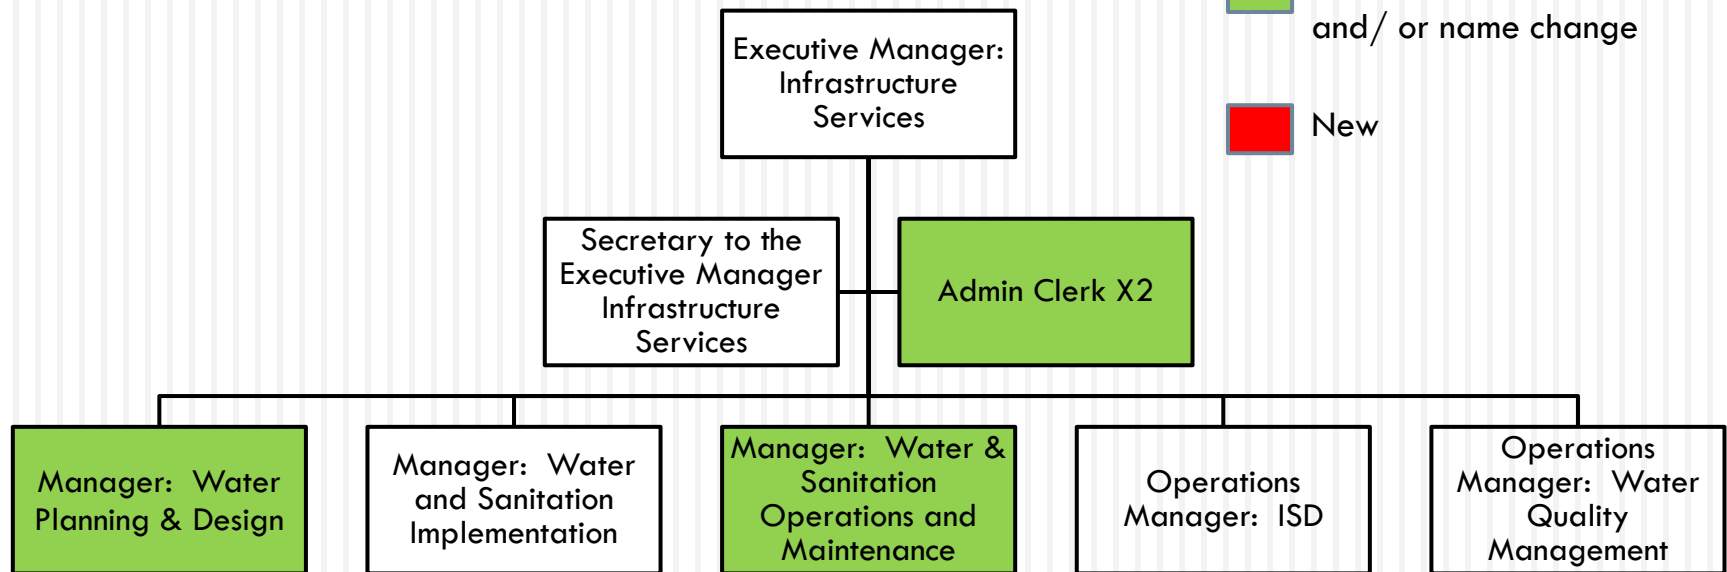 and/ or name change
New
Executive Manager:
Infrastructure
Services
Secretary to the
Executive Manager
Infrastructure
Services
Admin Clerk X2
Manager: Water
Planning & Design
Manager: Water
and Sanitation
Implementation
Manager: Water &
Sanitation
Operations and
Maintenance
Operations
Manager: ISD
Operations
Manager: Water
Quality
Management